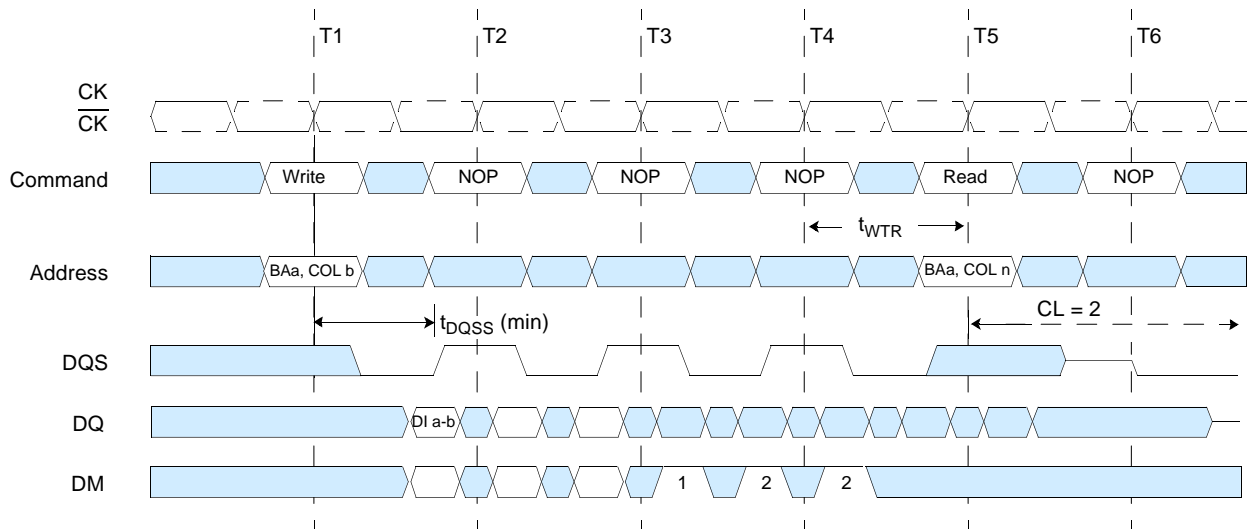 T1 T2 T3 T4 T5 T6
CK
CK
Command Write NOP NOP NOP Read NOP
tWTR
Address BAa, COL b BAa, COL n
tDQSS (min) CL = 2
DQS
DQ DI a-b
DM 1 2 2